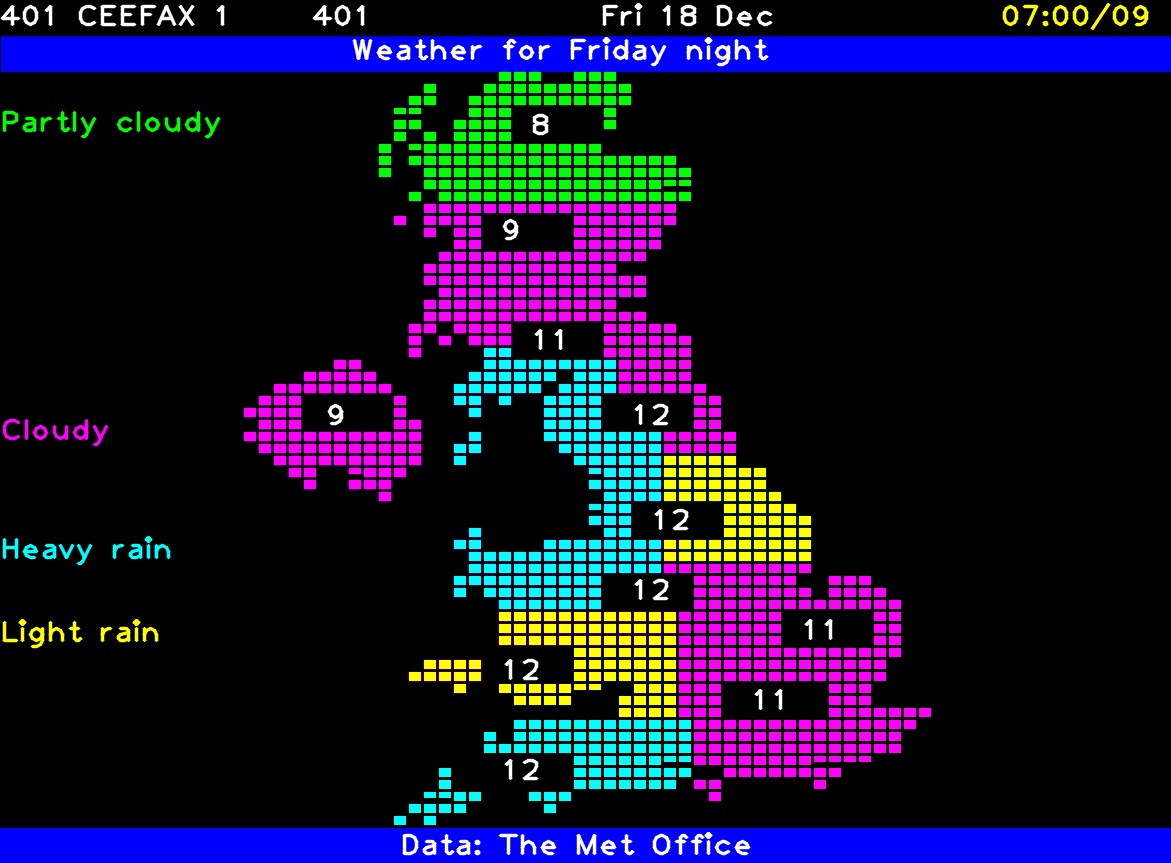 401 CEEFAX 1 401 Fri 18 Dec 07:00/09
Weather for Friday night
Partly cloudy
8
9
11
9
12
Cloudy
12
Heavy rain
12
Light rain
11
12
11
12
Data: The Met Office